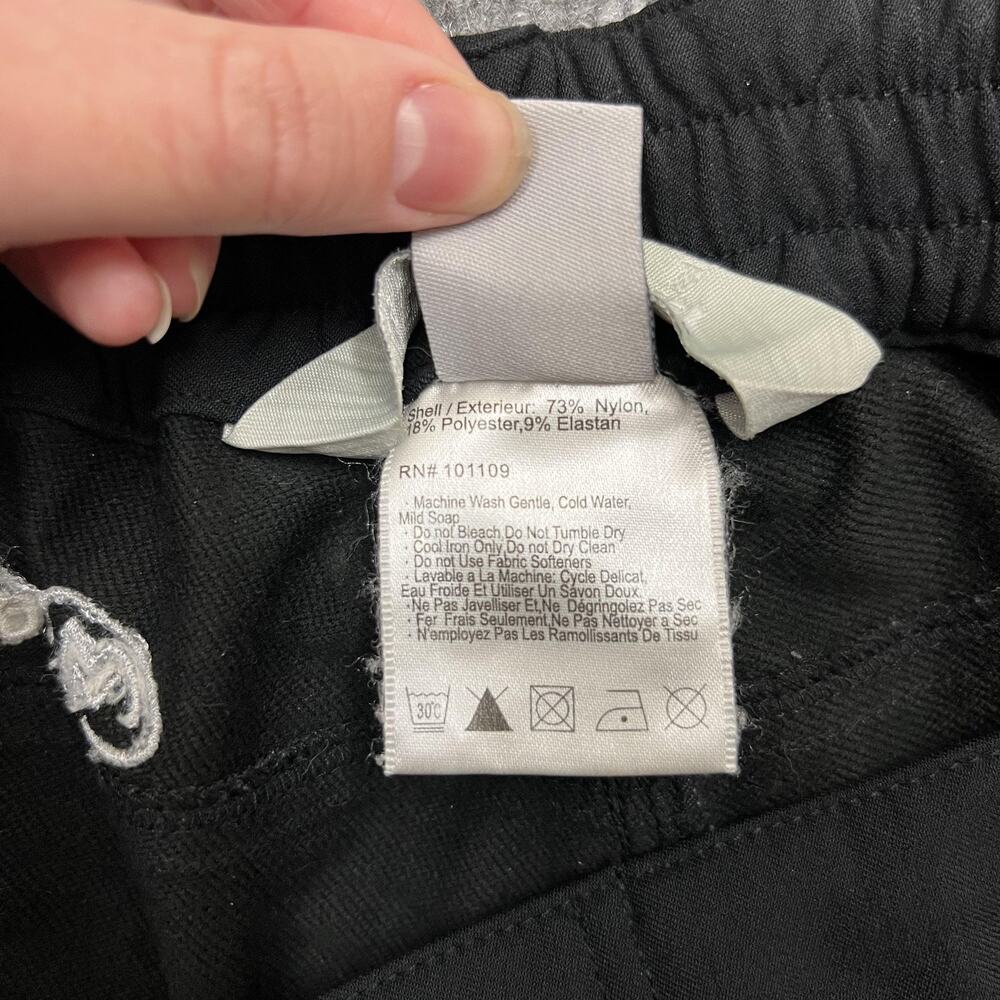 Shell / Exterieur: 73% Nylon,
18% Polyester,9% Elastan
RN# 101109
· Machine Wash Gentle, Cold Water,
Mild Soap
· Do not Bleach,Do Not Tumble Dry
· Cool Iron Only,Do not Dry Clean
· Do not Use Fabric Softeners
· Lavable a La Machine: Cycle Delicat,
Eau Froide Et Utiliser Un Savon Doux.
·Ne Pas Javelliser Et,Ne Dégringolez Pas Sec
· Fer Frais Seulement,Ne Pas Nettoyer a Sec
· N'employez Pas Les Ramollissants De Tissu
30℃